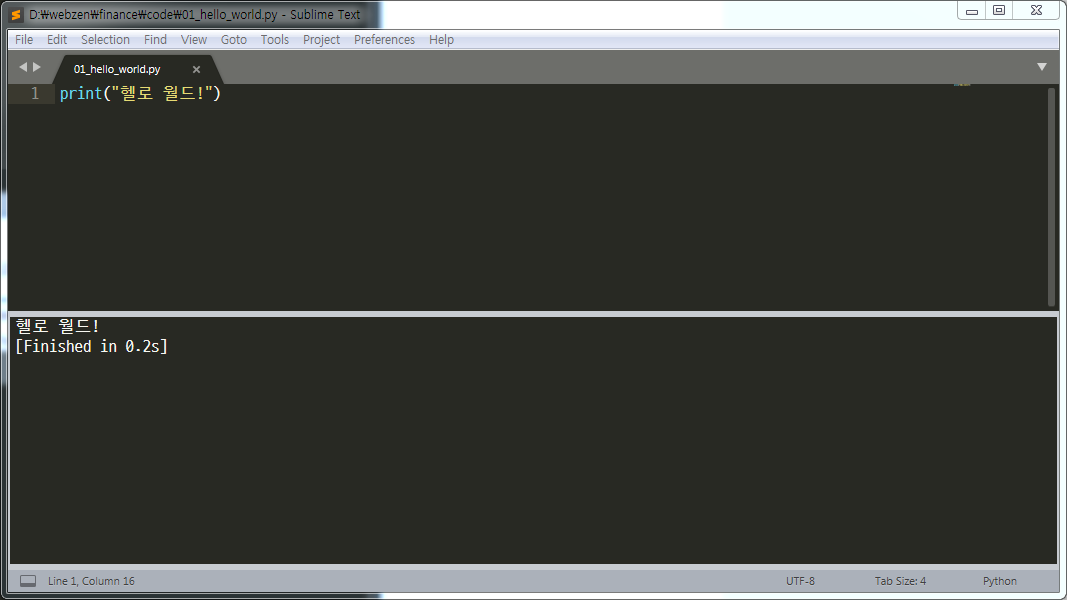 D:₩webzen₩finance₩code₩01_hello_world.py - Sublime Text
File Edit Selection Find View Goto Tools Project Preferences Help
01_hello_world.py
1 print("헬로 월드!")
헬로 월드!
[Finished in 0.2s]
Line 1, Column 16 UTF-8 Tab Size: 4 Python